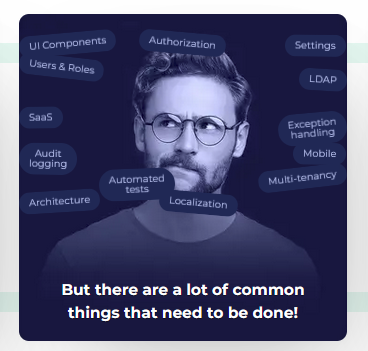 UI Components
Authorization
Settings
Users & Roles
LDAP
SaaS
Exception
handling
Audit
logging
Mobile
Automated
tests
Multi-tenancy
Architecture
Localization
But there are a lot of common
things that need to be done!